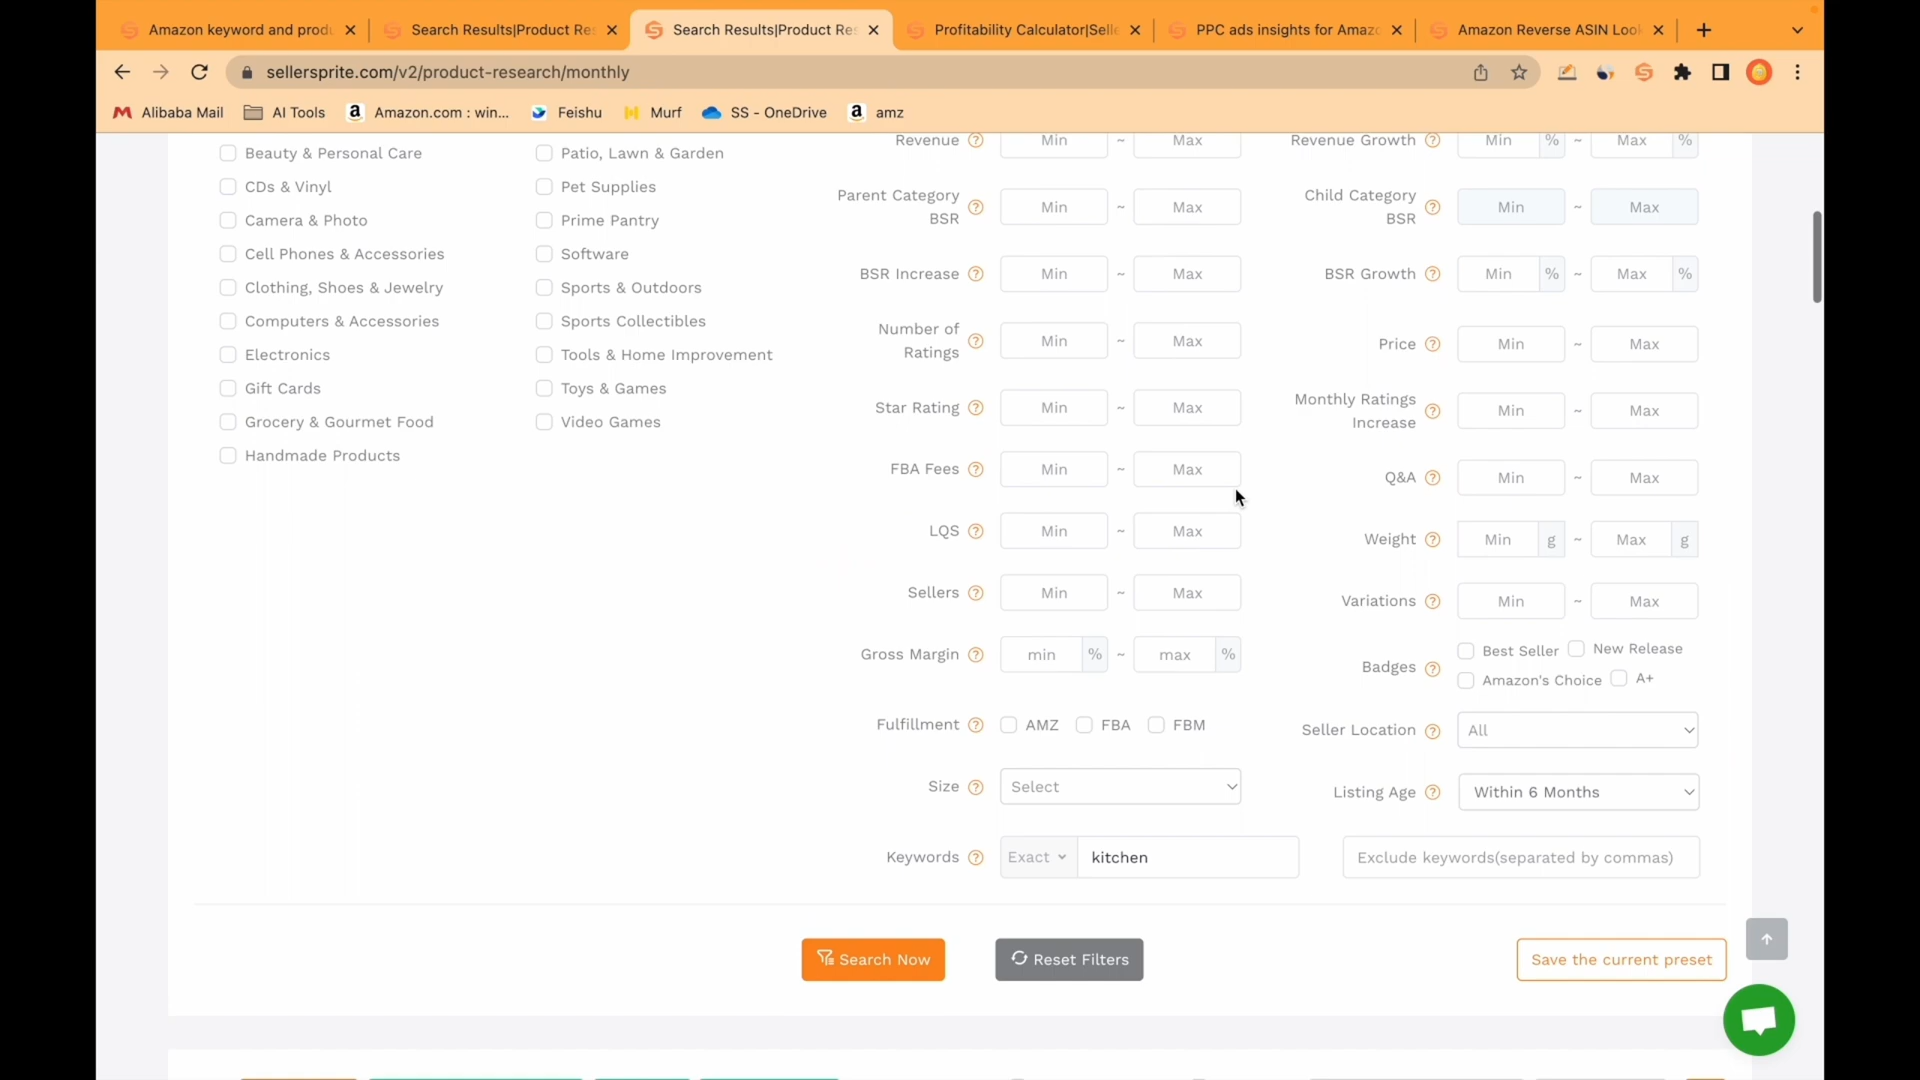 Amazon keyword and produ
Search Results|Product Re
Search Results|Product Re
Profitability Calculator|Selle
PPC ads insights for Amazo
Amazon Reverse ASIN Look
sellersprite.com/v2/product-research/monthly
Alibaba Mail
AI Tools
Amazon.com : win...
Feishu
Murf
SS - OneDrive
amz
Beauty & Personal Care
CDs & Vinyl
Camera & Photo
Cell Phones & Accessories
Clothing, Shoes & Jewelry
Computers & Accessories
Electronics
Gift Cards
Grocery & Gourmet Food
Handmade Products
Patio, Lawn & Garden
Pet Supplies
Prime Pantry
Software
Sports & Outdoors
Sports Collectibles
Tools & Home Improvement
Toys & Games
Video Games
Revenue ? Min ~ Max
Revenue Growth ? Min % ~ Max %
Parent Category
BSR ? Min ~ Max
Child Category
BSR ? Min ~ Max
BSR Increase ? Min ~ Max
BSR Growth ? Min % ~ Max %
Number of
Ratings ? Min ~ Max
Price ? Min ~ Max
Star Rating ? Min ~ Max
Monthly Ratings
Increase ? Min ~ Max
FBA Fees ? Min ~ Max
Q&A ? Min ~ Max
LQS ? Min ~ Max
Weight ? Min g ~ Max g
Sellers ? Min ~ Max
Variations ? Min ~ Max
Gross Margin ? min % ~ max %
Badges ? Best Seller New Release
Amazon's Choice A+
Fulfillment ? AMZ FBA FBM
Seller Location ? All
Size ? Select
Listing Age ? Within 6 Months
Keywords ? Exact kitchen
Exclude keywords(separated by commas)
Search Now
Reset Filters
Save the current preset